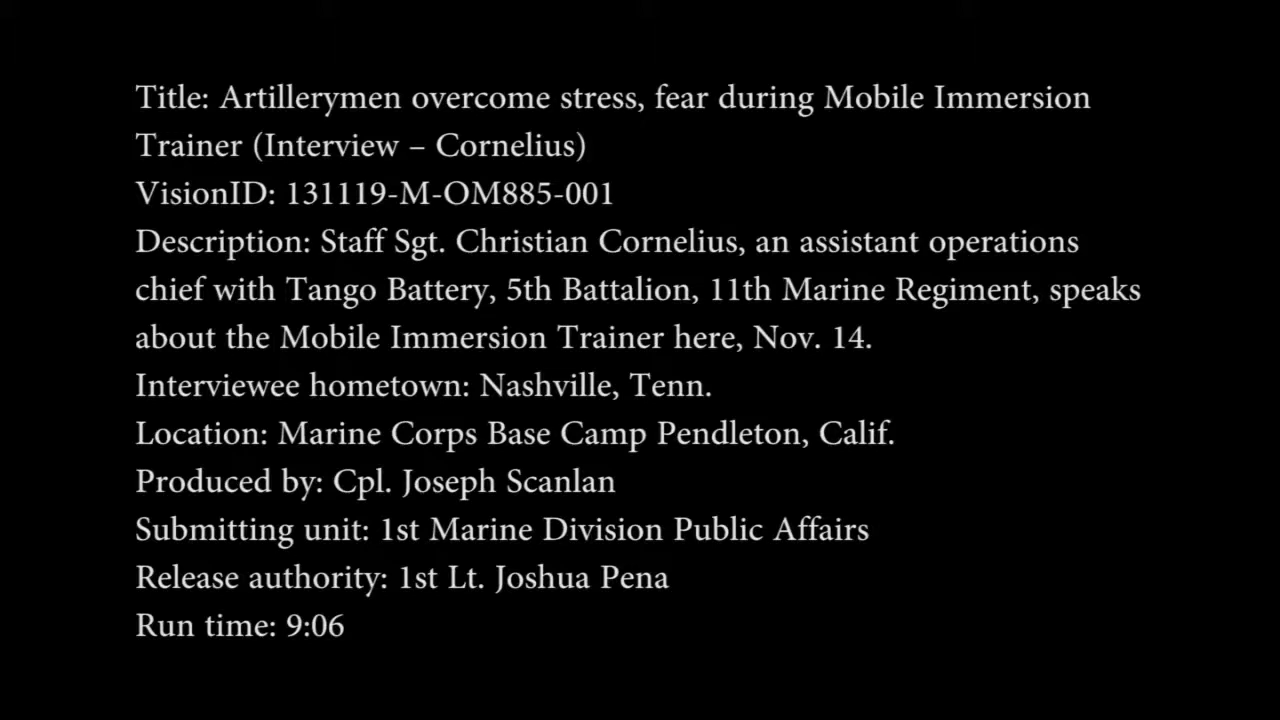 Title: Artillerymen overcome stress, fear during Mobile Immersion
Trainer (Interview – Cornelius)
VisionID: 131119-M-OM885-001
Description: Staff Sgt. Christian Cornelius, an assistant operations
chief with Tango Battery, 5th Battalion, 11th Marine Regiment, speaks
about the Mobile Immersion Trainer here, Nov. 14.
Interviewee hometown: Nashville, Tenn.
Location: Marine Corps Base Camp Pendleton, Calif.
Produced by: Cpl. Joseph Scanlan
Submitting unit: 1st Marine Division Public Affairs
Release authority: 1st Lt. Joshua Pena
Run time: 9:06